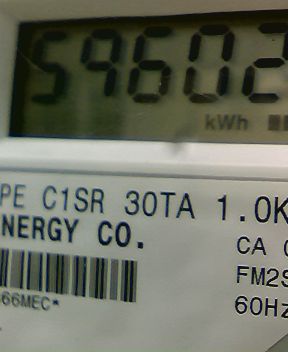 59602
kWh
PE C1SR 30TA 1.0K
NERGY CO.
CA
FM2S
66MEC*
60Hz